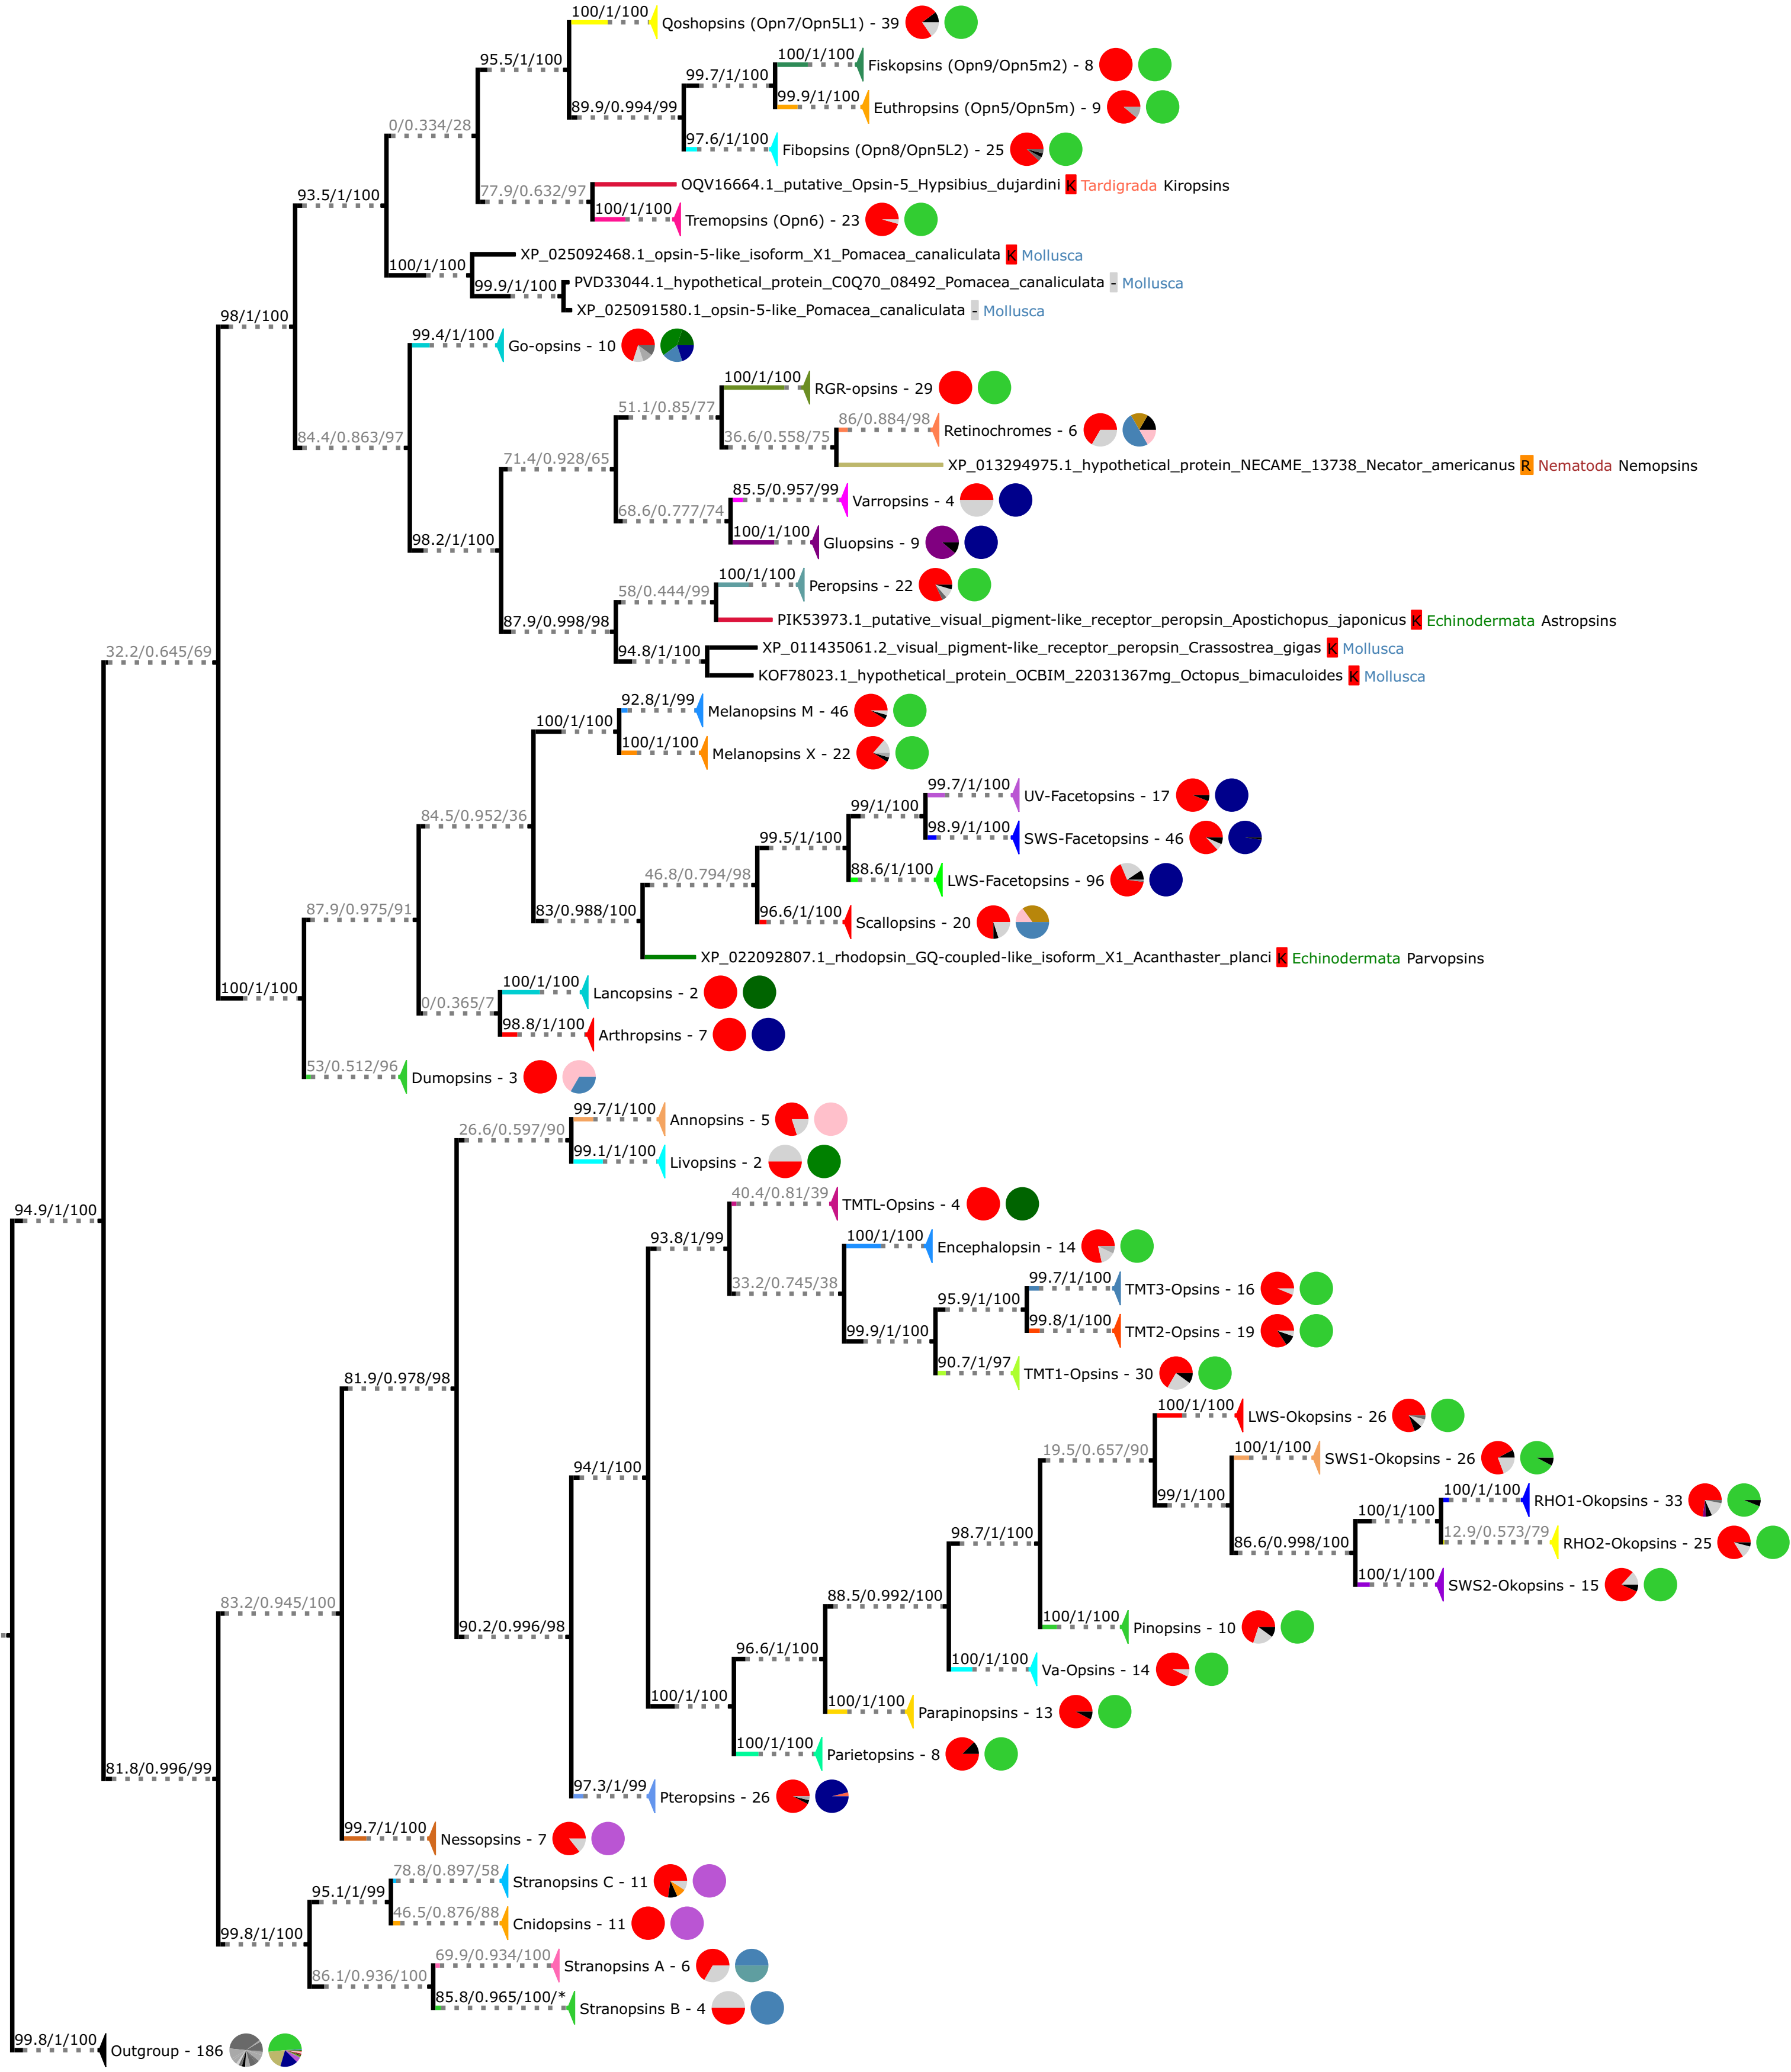 100/1/100
Qoshopsins (Opn7/Opn5L1) - 39
95.5/1/100
100/1/100
Fiskopsins (Opn9/Opn5m2) - 8
99.7/1/100
89.9/0.994/99
99.9/1/100
Euthropsins (Opn5/Opn5m) - 9
0/0.334/28
97.6/1/100
Fibopsins (Opn8/Opn5L2) - 25
77.9/0.632/97
OQV16664.1_putative_Opsin-5_Hypsibius_dujardini K Tardigrada Kiropsins
93.5/1/100
100/1/100
Tremopsins (Opn6) - 23
XP_025092468.1_opsin-5-like_isoform_X1_Pomacea_canaliculata K Mollusca
100/1/100
99.9/1/100
PVD33044.1_hypothetical_protein_C0Q70_08492_Pomacea_canaliculata - Mollusca
XP_025091580.1_opsin-5-like_Pomacea_canaliculata - Mollusca
98/1/100
99.4/1/100
Go-opsins - 10
100/1/100
RGR-opsins - 29
51.1/0.85/77
86/0.884/98
Retinochromes - 6
36.6/0.558/75
84.4/0.863/97
71.4/0.928/65
XP_013294975.1_hypothetical_protein_NECAME_13738_Necator_americanus R Nematoda Nemopsins
85.5/0.957/99
Varropsins - 4
68.6/0.777/74
100/1/100
Gluopsins - 9
98.2/1/100
100/1/100
Peropsins - 22
58/0.444/99
PIK53973.1_putative_visual_pigment-like_receptor_peropsin_Apostichopus_japonicus K Echinodermata Astropsins
87.9/0.998/98
XP_011435061.2_visual_pigment-like_receptor_peropsin_Crassostrea_gigas K Mollusca
94.8/1/100
KOF78023.1_hypothetical_protein_OCBIM_22031367mg_Octopus_bimaculoides K Mollusca
32.2/0.645/69
92.8/1/99
Melanopsins M - 46
100/1/100
100/1/100
Melanopsins X - 22
99.7/1/100
UV-Facetopsins - 17
99/1/100
84.5/0.952/36
98.9/1/100
SWS-Facetopsins - 46
99.5/1/100
88.6/1/100
LWS-Facetopsins - 96
46.8/0.794/98
83/0.988/100
96.6/1/100
Scallopsins - 20
87.9/0.975/91
XP_022092807.1_rhodopsin_GQ-coupled-like_isoform_X1_Acanthaster_planci K Echinodermata Parvopsins
100/1/100
100/1/100
Lancopsins - 2
0/0.365/7
98.8/1/100
Arthropsins - 7
53/0.512/96
Dumopsins - 3
94.9/1/100
99.7/1/100
Annopsins - 5
26.6/0.597/90
99.1/1/100
Livopsins - 2
40.4/0.81/39
TMTL-Opsins - 4
93.8/1/99
100/1/100
Encephalopsin - 14
33.2/0.745/38
99.7/1/100
TMT3-Opsins - 16
95.9/1/100
99.9/1/100
99.8/1/100
TMT2-Opsins - 19
90.7/1/97
TMT1-Opsins - 30
81.9/0.978/98
94/1/100
100/1/100
LWS-Okopsins - 26
19.5/0.657/90
100/1/100
SWS1-Okopsins - 26
99/1/100
100/1/100
RHO1-Okopsins - 33
100/1/100
98.7/1/100
86.6/0.998/100
12.9/0.573/79
RHO2-Okopsins - 25
100/1/100
SWS2-Okopsins - 15
88.5/0.992/100
100/1/100
Pinopsins - 10
83.2/0.945/100
90.2/0.996/98
96.6/1/100
100/1/100
Va-Opsins - 14
100/1/100
100/1/100
Parapinopsins - 13
100/1/100
Parietopsins - 8
81.8/0.996/99
97.3/1/99
Pteropsins - 26
99.7/1/100
Nessopsins - 7
78.8/0.897/58
Stranopsins C - 11
95.1/1/99
46.5/0.876/88
Cnidopsins - 11
99.8/1/100
69.9/0.934/100
Stranopsins A - 6
86.1/0.936/100
85.8/0.965/100/*
Stranopsins B - 4
99.8/1/100
Outgroup - 186